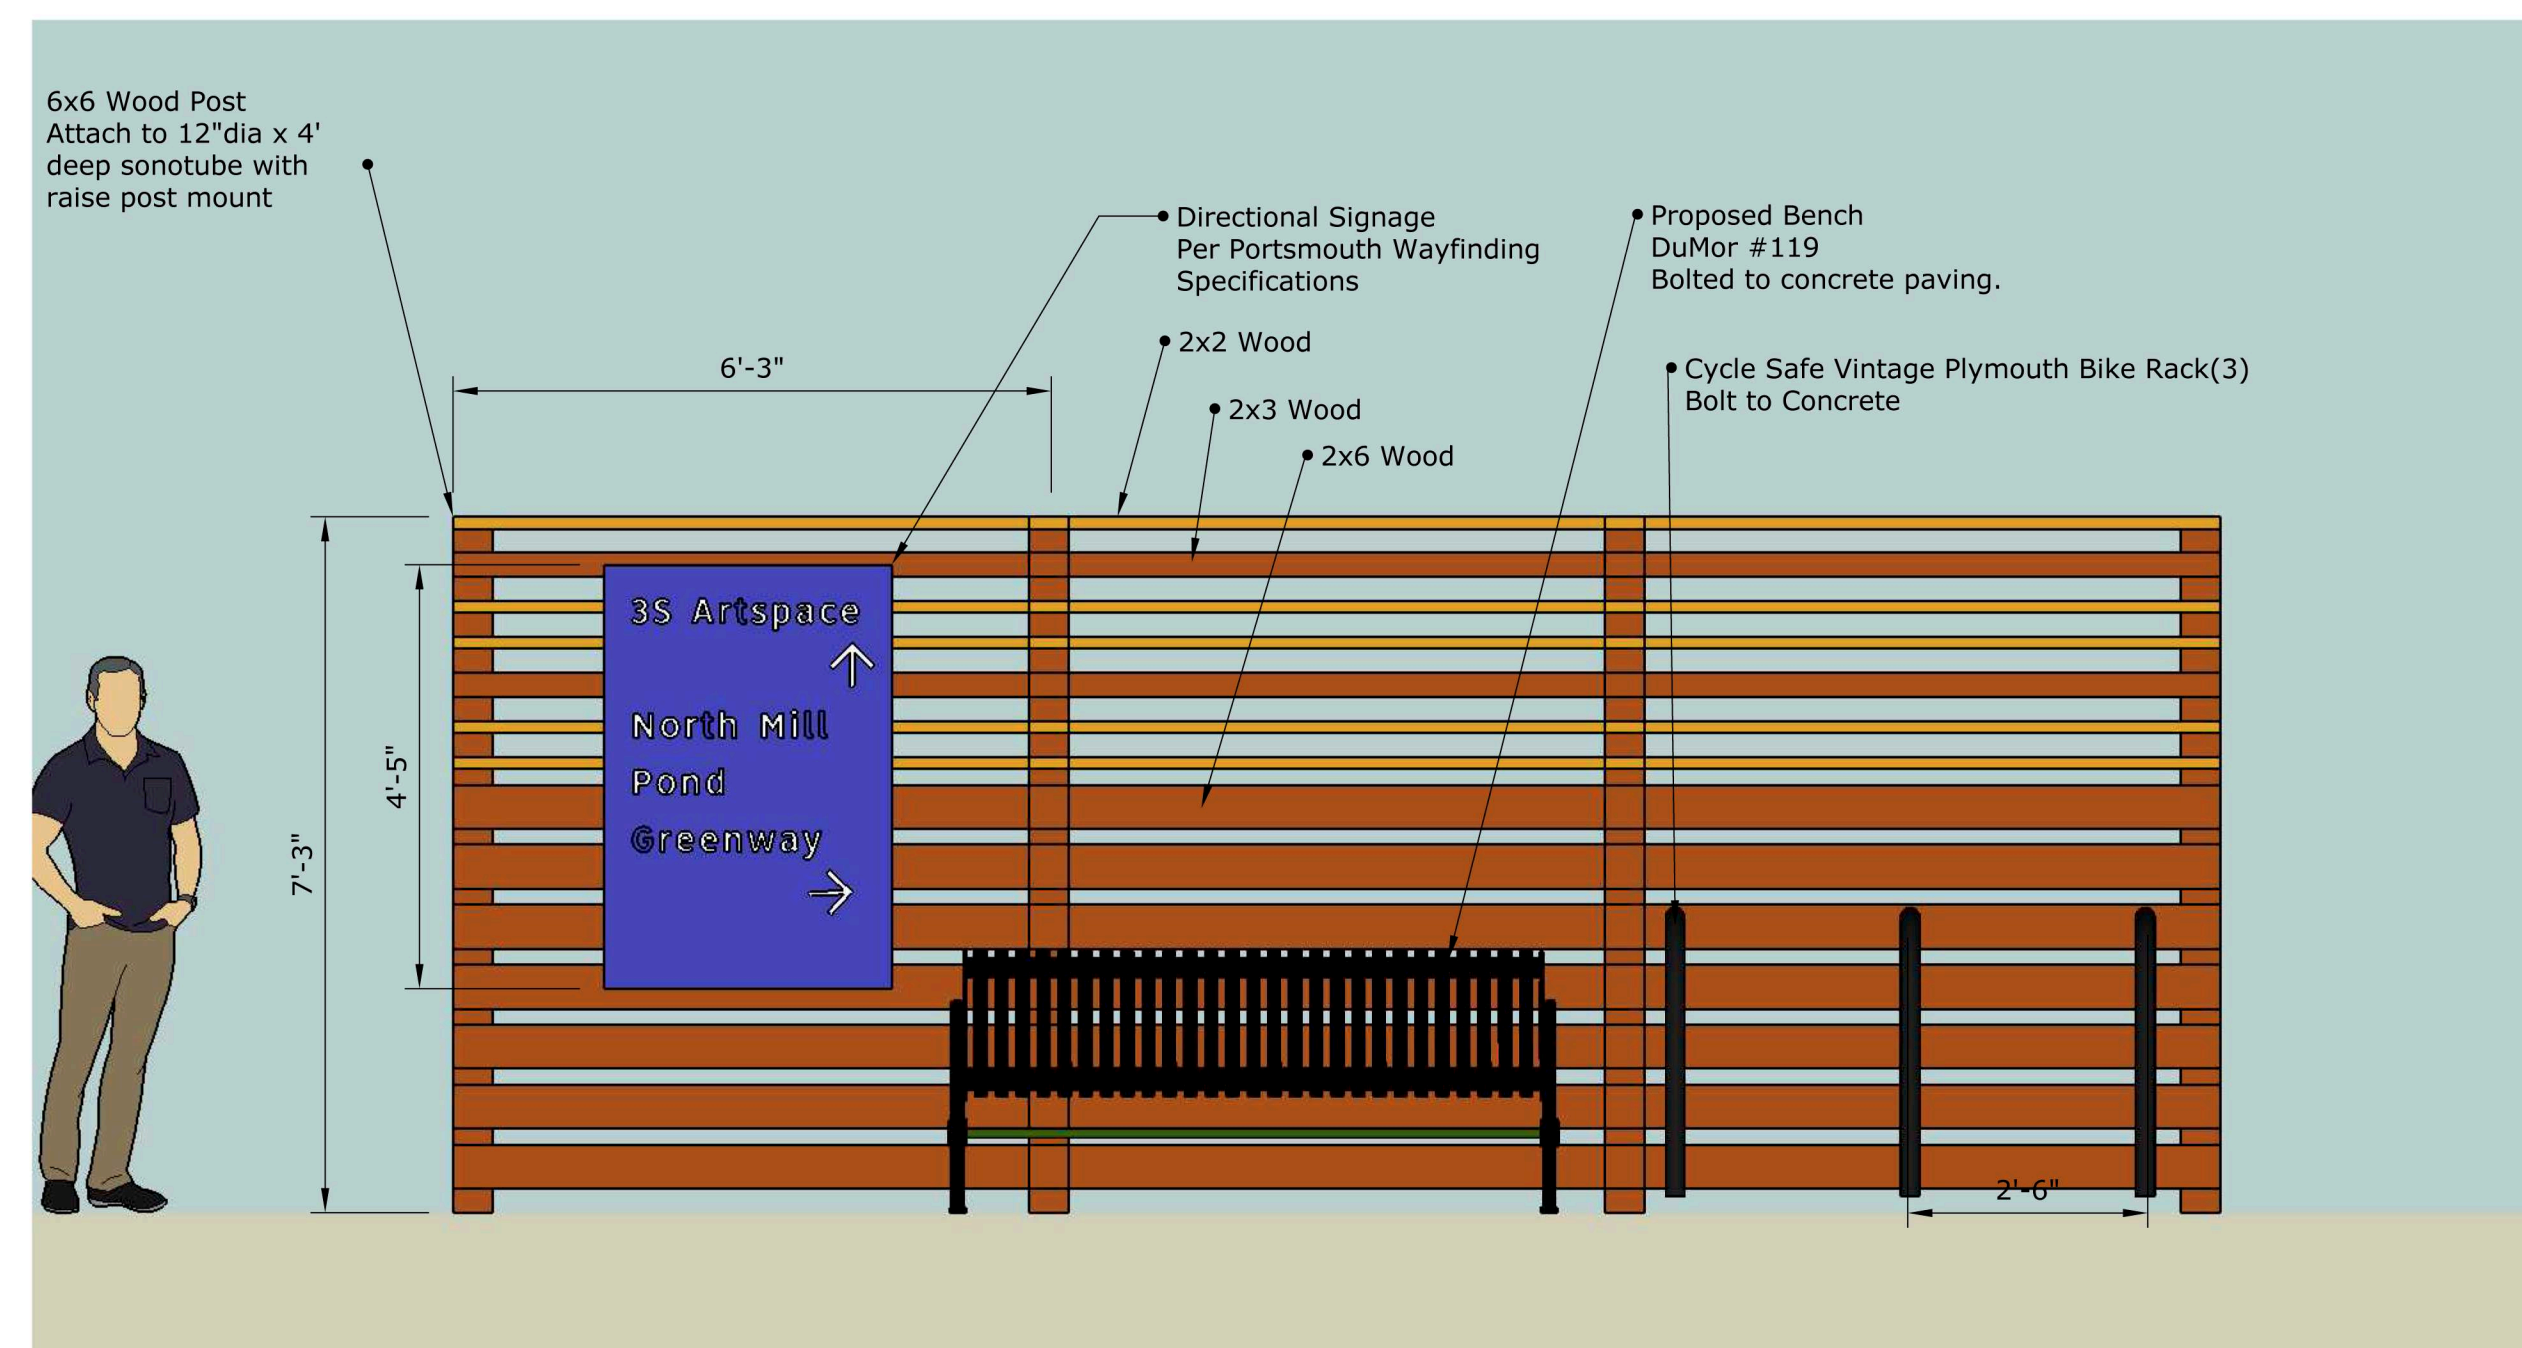 6x6 Wood Post
Attach to 12"dia x 4'
deep sonotube with
raise post mount
Directional Signage
Per Portsmouth Wayfinding
Specifications
Proposed Bench
DuMor #119
Bolted to concrete paving.
2x2 Wood
6'-3"
Cycle Safe Vintage Plymouth Bike Rack(3)
Bolt to Concrete
2x3 Wood
2x6 Wood
3S Artspace
North Mill
Pond
Greenway
4'-5"
7'-3"
2'-6"